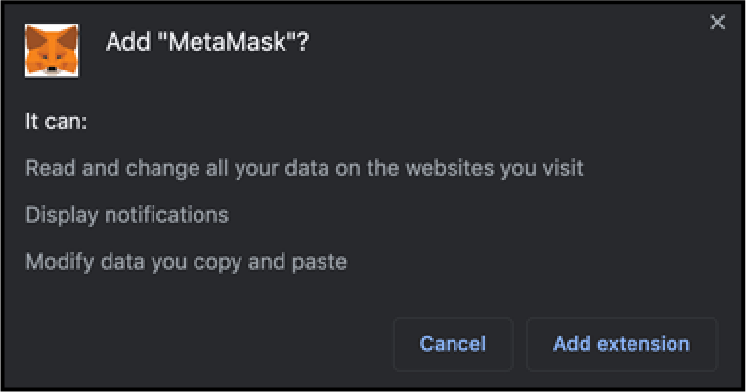 Add "MetaMask"?
It can:
Read and change all your data on the websites you visit
Display notifications
Modify data you copy and paste
Cancel
Add extension